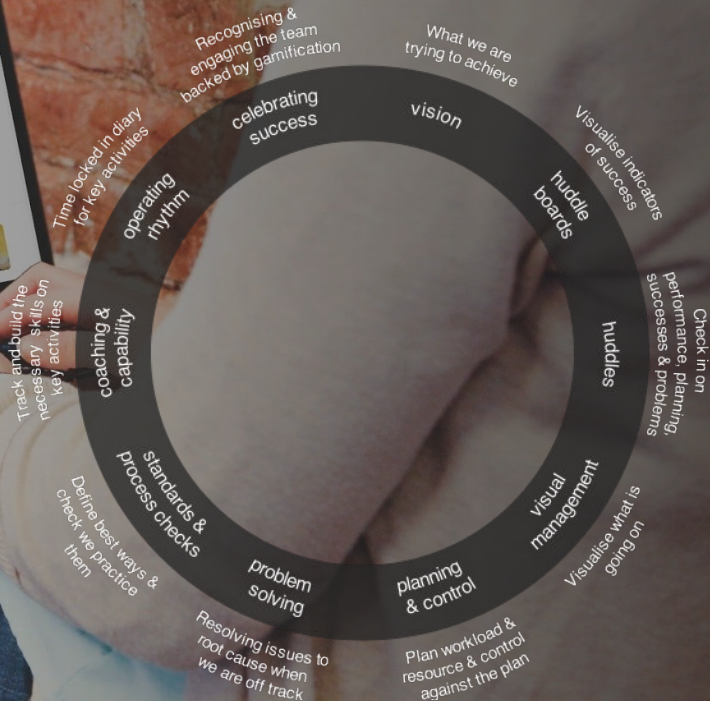 What we are
trying to achieve
vision
Visualise indicators
of success
huddle
boards
Check in on
performance, planning,
successes & problems
huddles
Visualise what is
going on
visual
management
Plan workload &
resource & control
against the plan
planning
& control
Resolving issues to
root cause when
we are off track
problem
solving
Define best ways &
check we practice
them
standards &
process checks
Track and build the
necessary skills on
key activities
coaching &
capability
Time locked in diary
for key activities
operating
rhythm
Recognising &
engaging the team
backed by gamification
celebrating
success